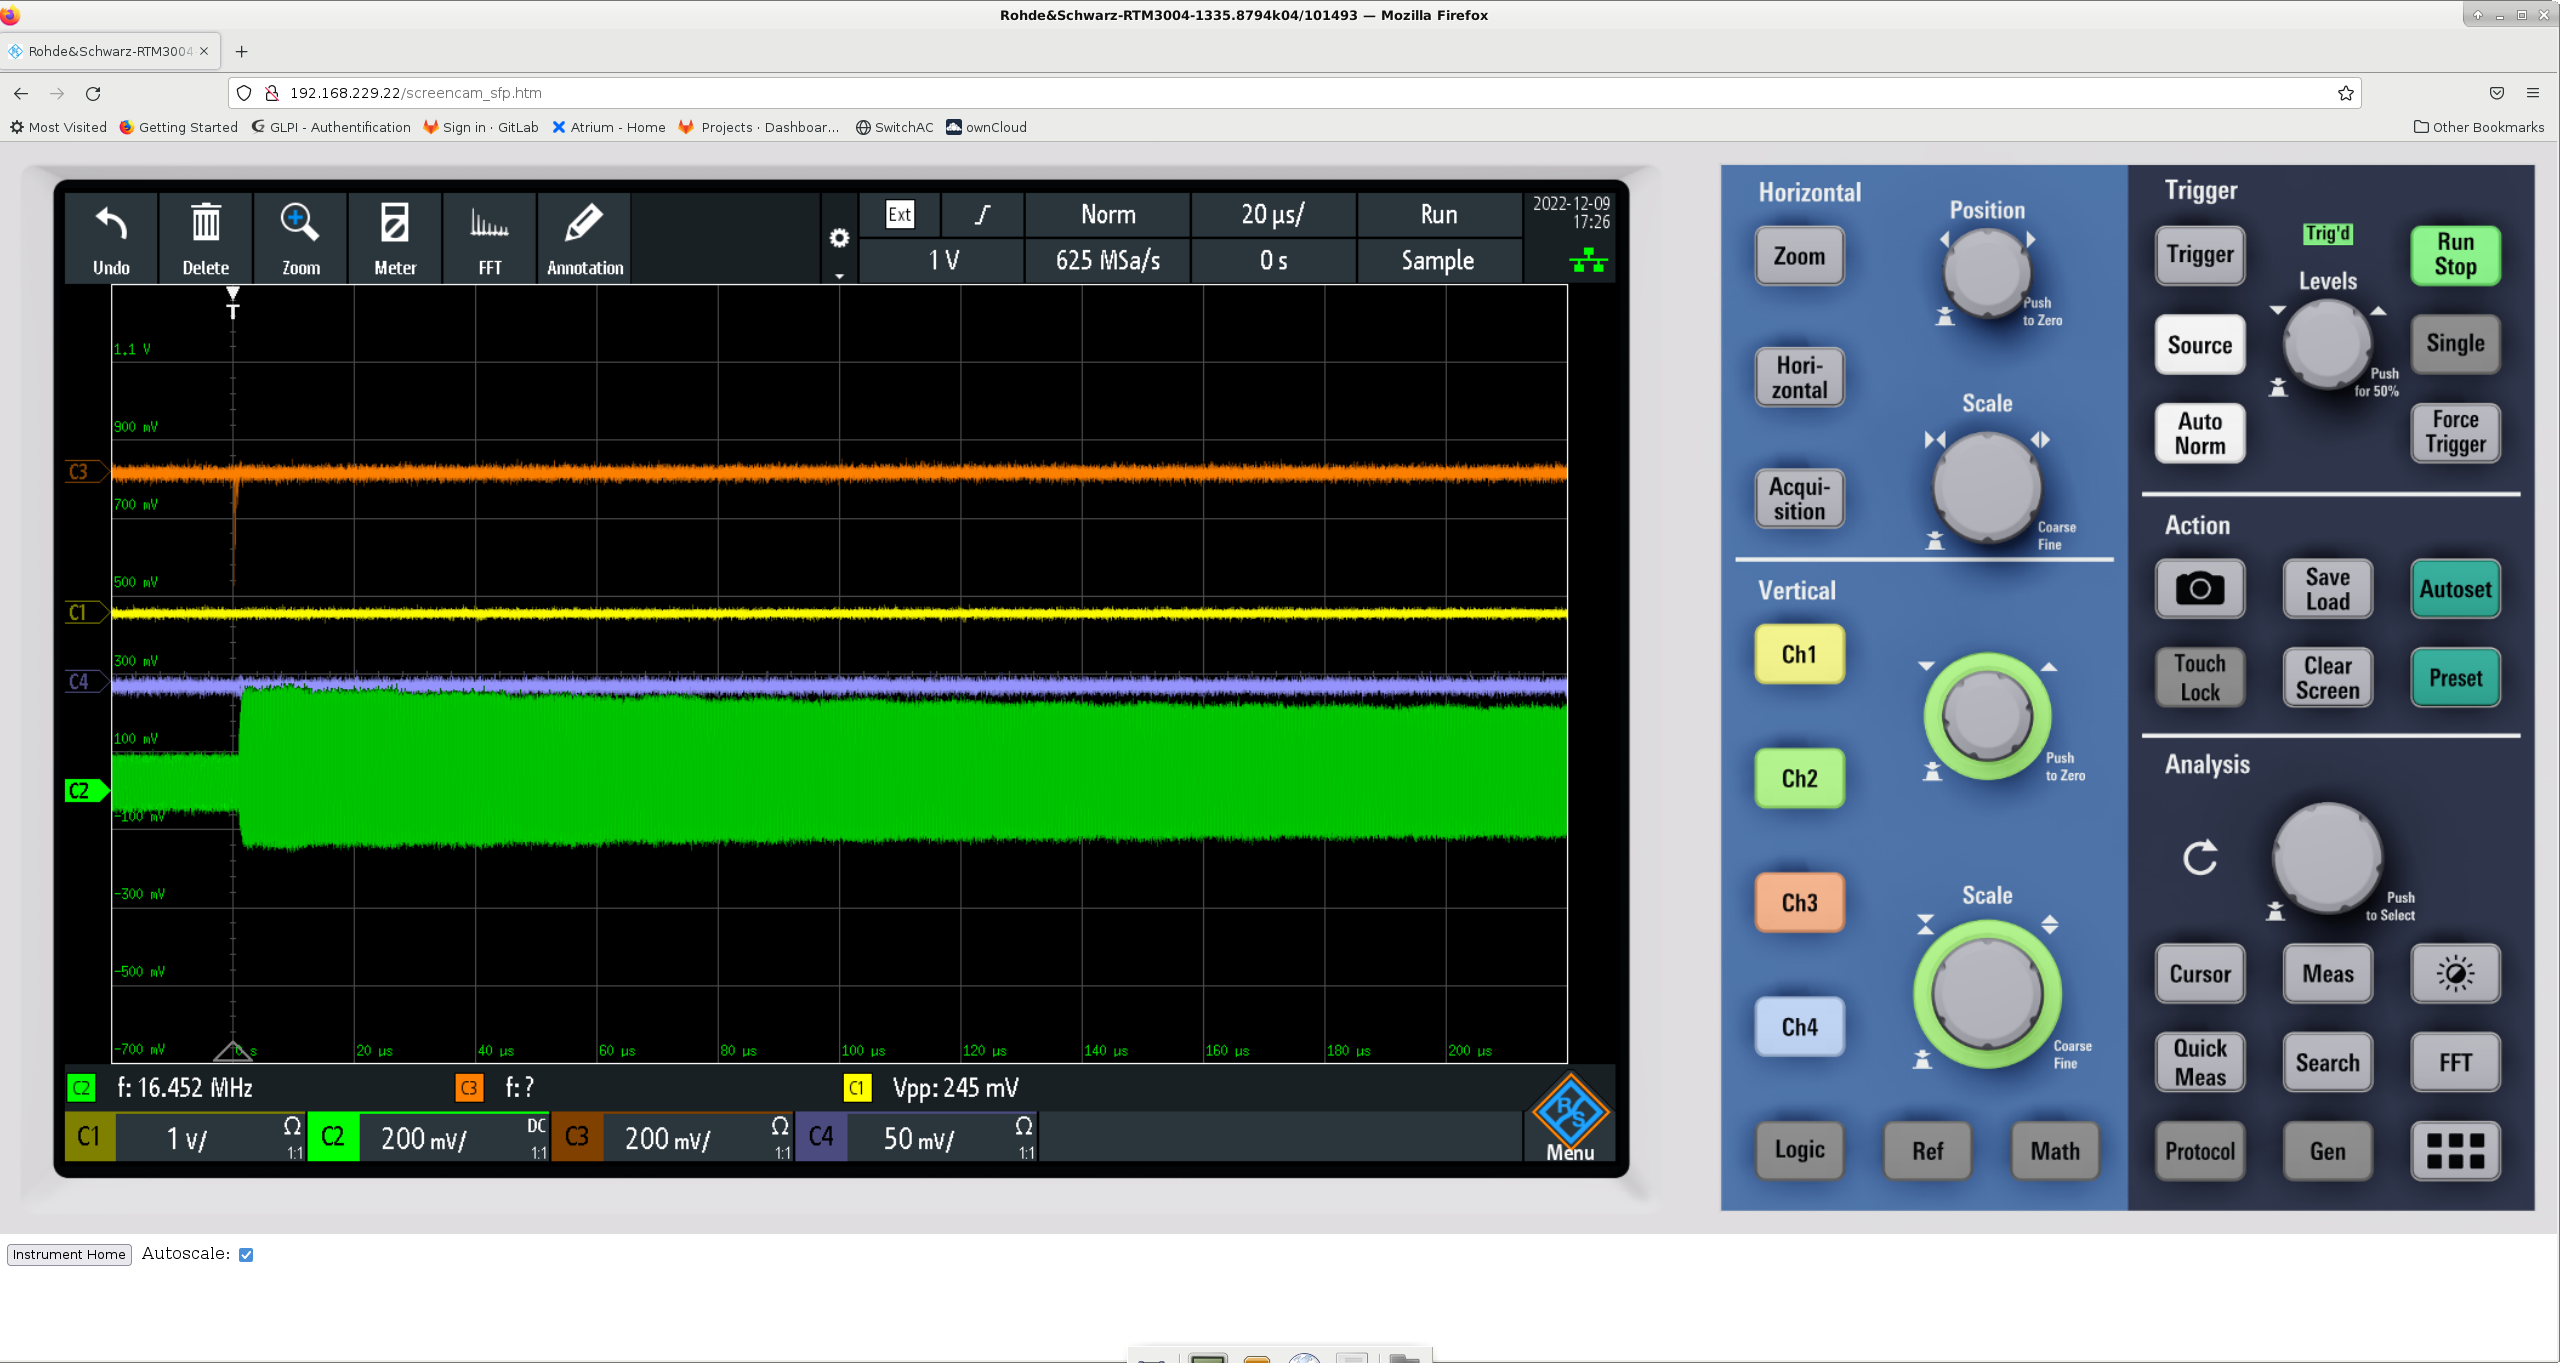 Rohde&Schwarz-RTM3004-1335.8794k04/101493 — Mozilla Firefox
Rohde&Schwarz-RTM3004
192.168.229.22/screencam_sfp.htm
Most Visited Getting Started GLPI - Authentification Sign in · GitLab Atrium - Home Projects · Dashboar… SwitchAC ownCloud Other Bookmarks
Undo Delete Zoom Meter FFT Annotation
Ext Norm 20 µs/ Run
1 V 625 MSa/s 0 s Sample
2022-12-09
17:26
T
1.1 V
900 mV
C3
700 mV
500 mV
C1
300 mV
C4
100 mV
C2
-100 mV
-300 mV
-500 mV
-700 mV
0 s 20 µs 40 µs 60 µs 80 µs 100 µs 120 µs 140 µs 160 µs 180 µs 200 µs
C2 f: 16.452 MHz C3 f: ? C1 Vpp: 245 mV
C1 1 V/ Ω 1:1 C2 200 mV/ DC 1:1 C3 200 mV/ Ω 1:1 C4 50 mV/ Ω 1:1
R S
Menu
Horizontal
Position
Zoom
Push
to Zero
Hori-
zontal
Scale
Acqui-
sition
Coarse
Fine
Vertical
Ch1
Ch2
Push
to Zero
Ch3
Scale
Ch4
Coarse
Fine
Logic Ref Math
Trigger
Trigger
Trig'd
Run
Stop
Levels
Source
Single
Push
for 50%
Auto
Norm
Force
Trigger
Action
Save
Load
Autoset
Touch
Lock
Clear
Screen
Preset
Analysis
Push
to Select
Cursor Meas
Quick
Meas
Search FFT
Protocol Gen
Instrument Home Autoscale: